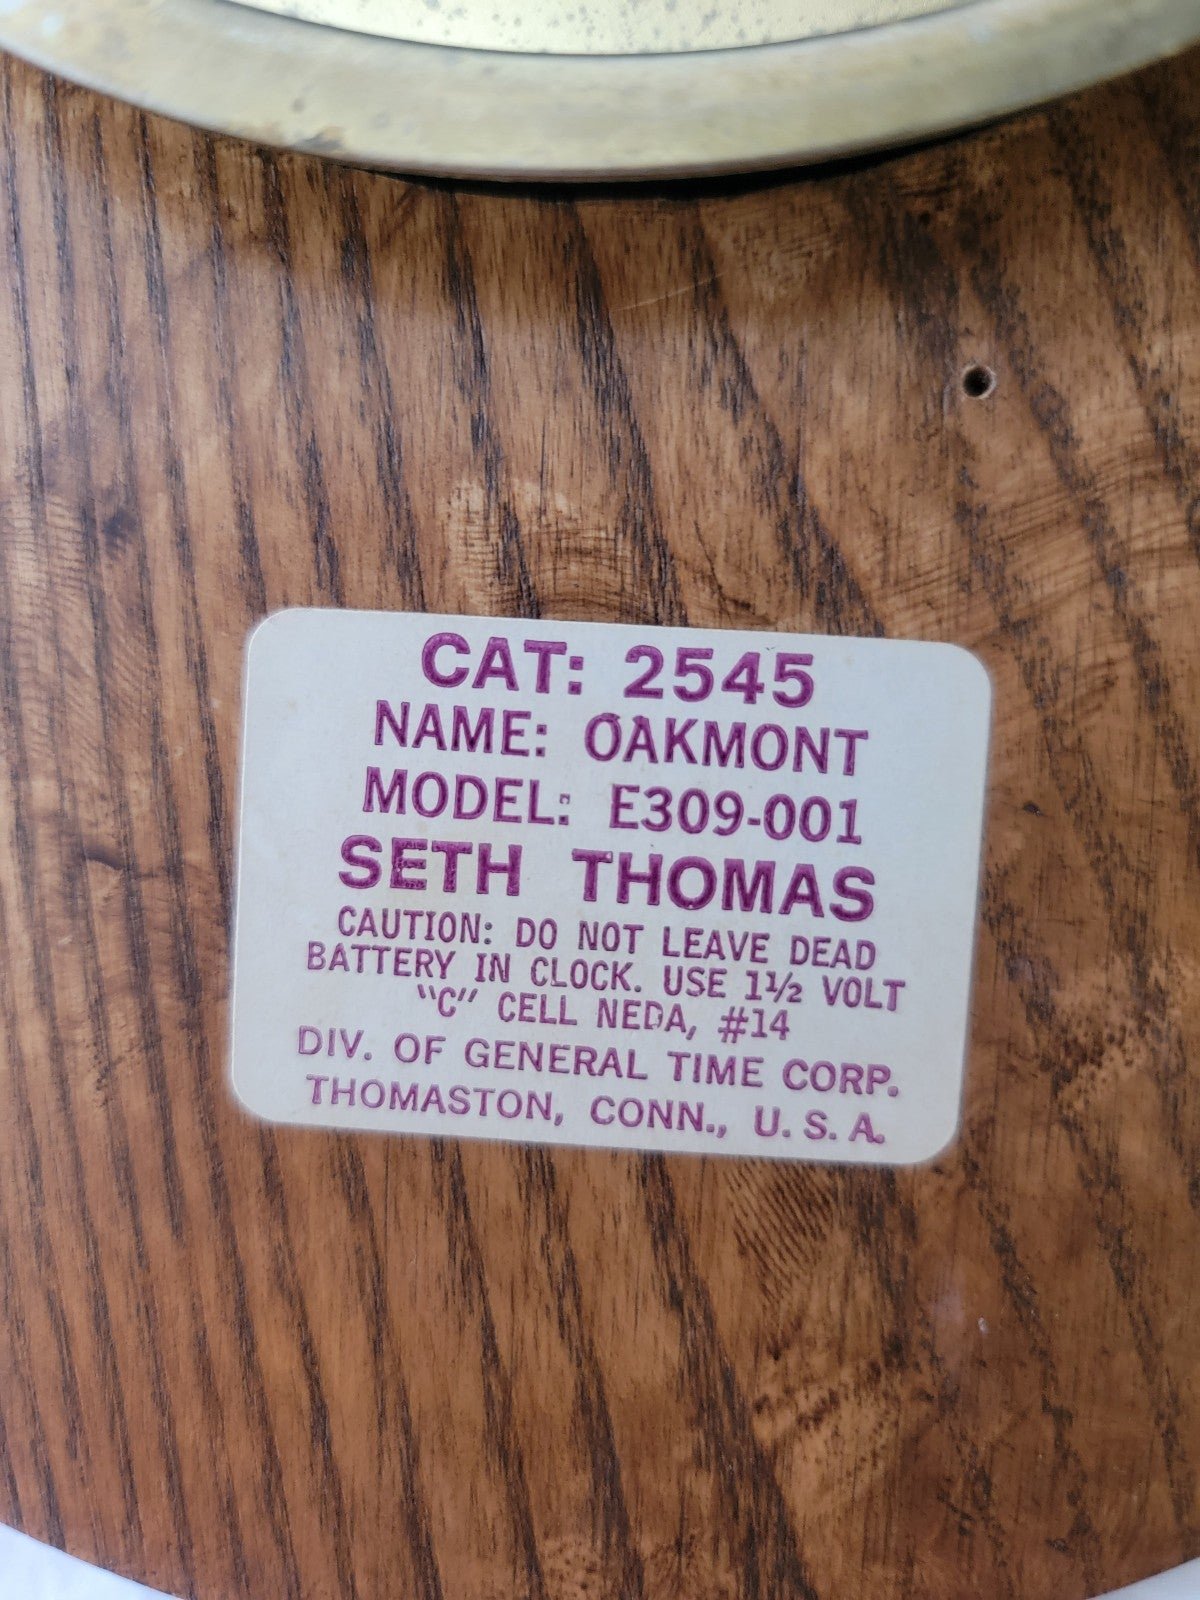 CAT: 2545
NAME: OAKMONT
MODEL: E309-001
SETH THOMAS
CAUTION: DO NOT LEAVE DEAD
BATTERY IN CLOCK. USE 1½ VOLT
"C" CELL NEDA, #14
DIV. OF GENERAL TIME CORP.
THOMASTON, CONN., U. S. A.